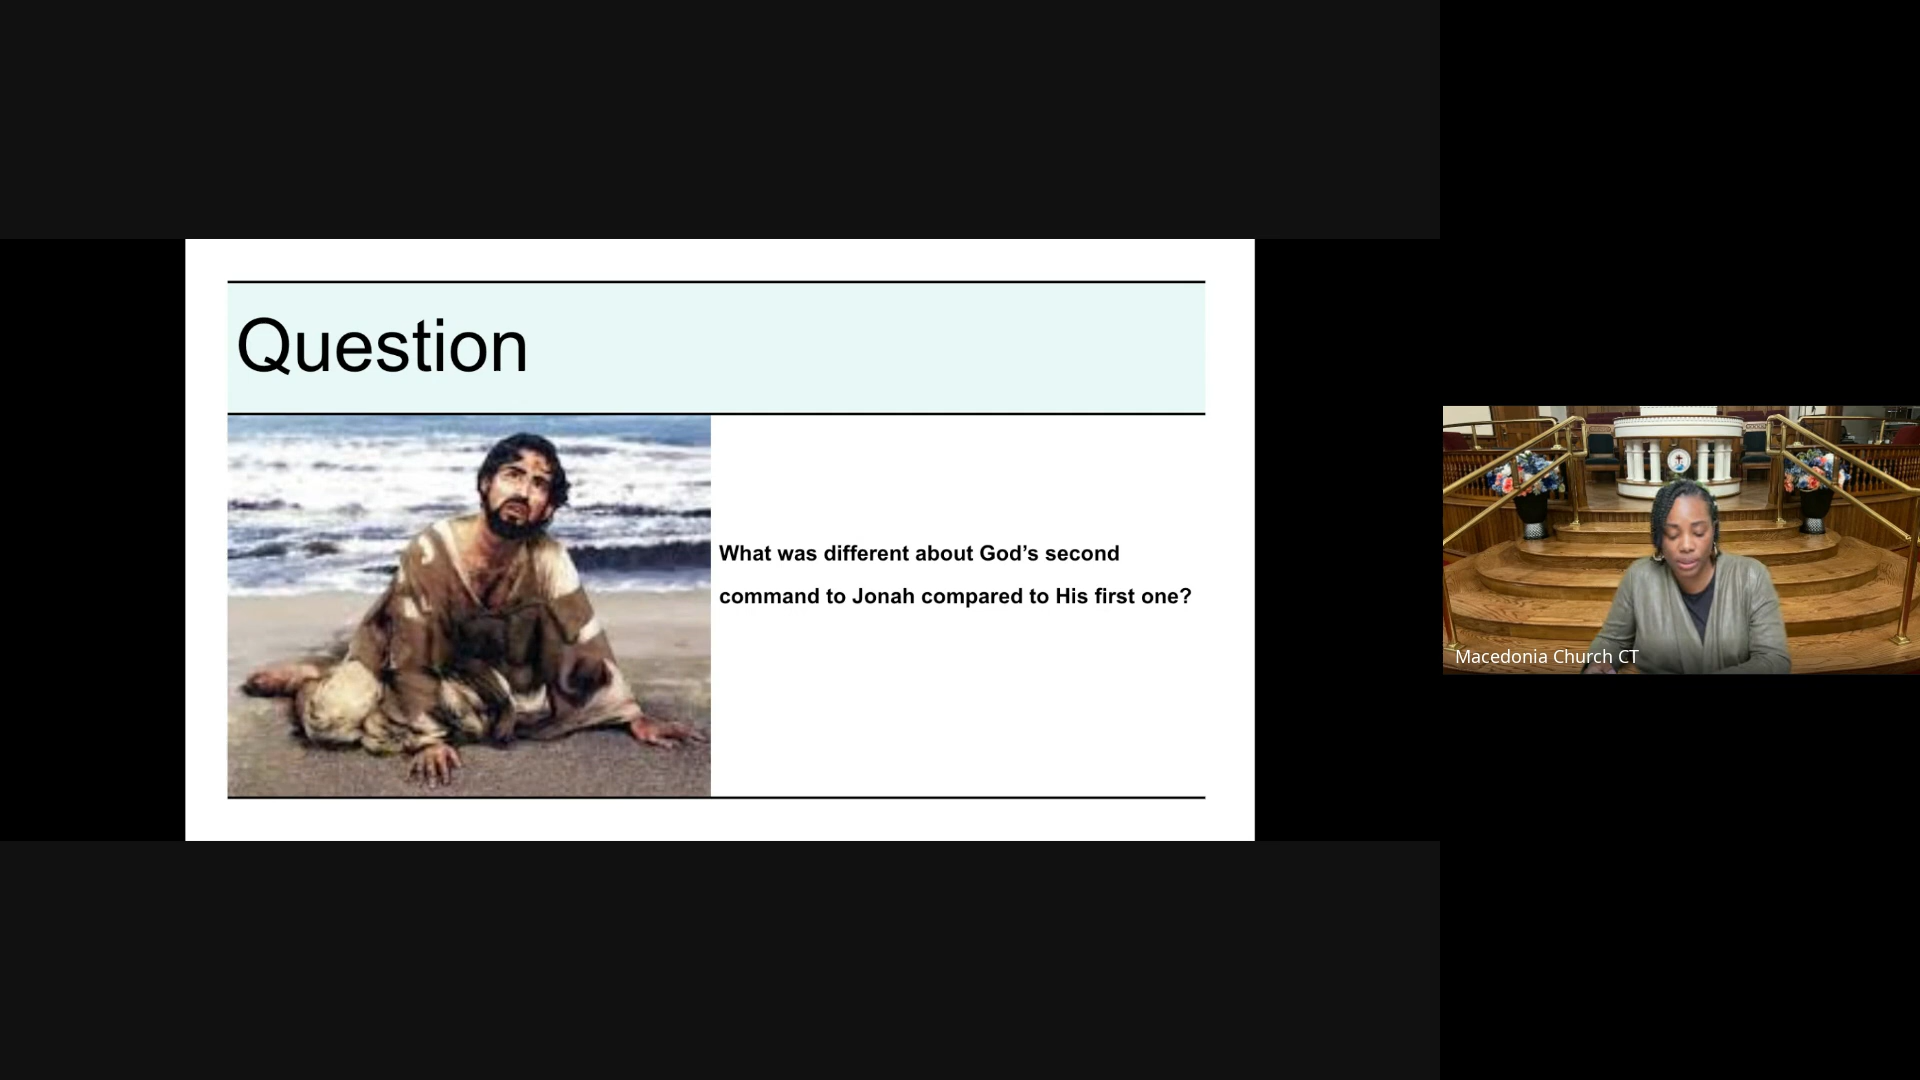 Question
What was different about God’s second
command to Jonah compared to His first one?
Macedonia Church CT